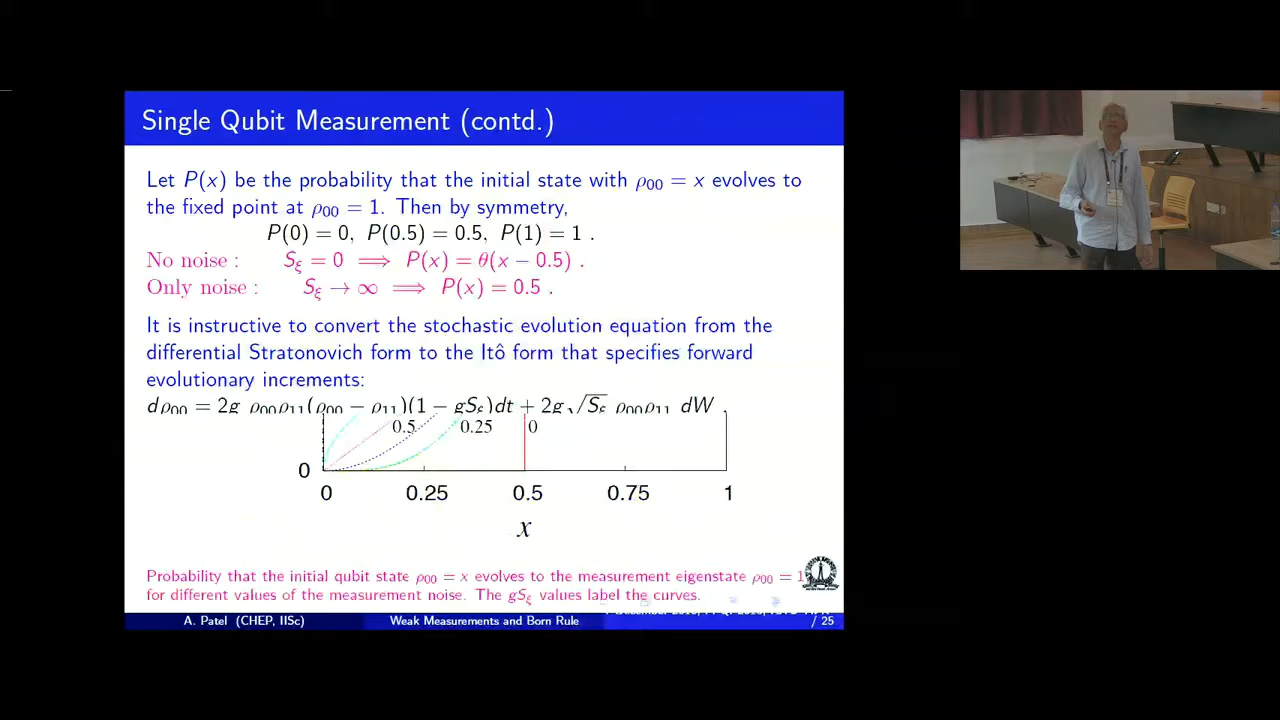 Single Qubit Measurement (contd.)
Let P(x) be the probability that the initial state with ρ₀₀ = x evolves to
the fixed point at ρ₀₀ = 1. Then by symmetry,
P(0) = 0, P(0.5) = 0.5, P(1) = 1 .
No noise : S_ξ = 0 ⟹ P(x) = θ(x − 0.5) .
Only noise : S_ξ → ∞ ⟹ P(x) = 0.5 .
It is instructive to convert the stochastic evolution equation from the
differential Stratonovich form to the Itô form that specifies forward
evolutionary increments:
dρ₀₀ = 2g ρ₀₀ρ₁₁(ρ₀₀ − ρ₁₁)(1 − gS_ξ)dt + 2g√S_ξ ρ₀₀ρ₁₁ dW .
0.5 0.25 0
0
0 0.25 0.5 0.75 1
x
Probability that the initial qubit state ρ₀₀ = x evolves to the measurement eigenstate ρ₀₀ = 1
for different values of the measurement noise. The gS_ξ values label the curves.
A. Patel (CHEP, IISc) Weak Measurements and Born Rule / 25